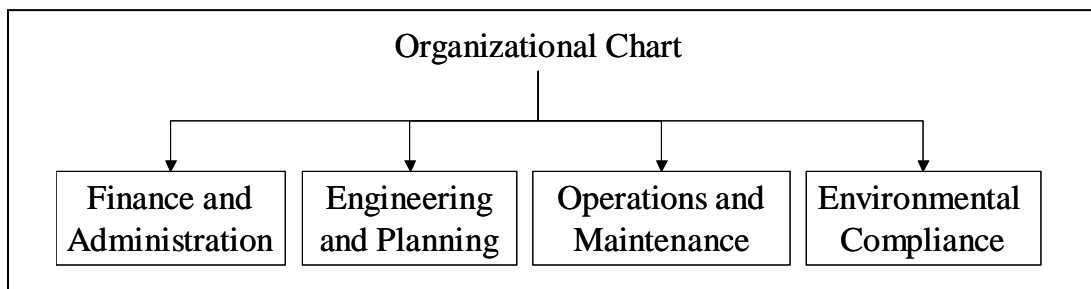 Organizational Chart
Finance and
Administration
Engineering
and Planning
Operations and
Maintenance
Environmental
Compliance